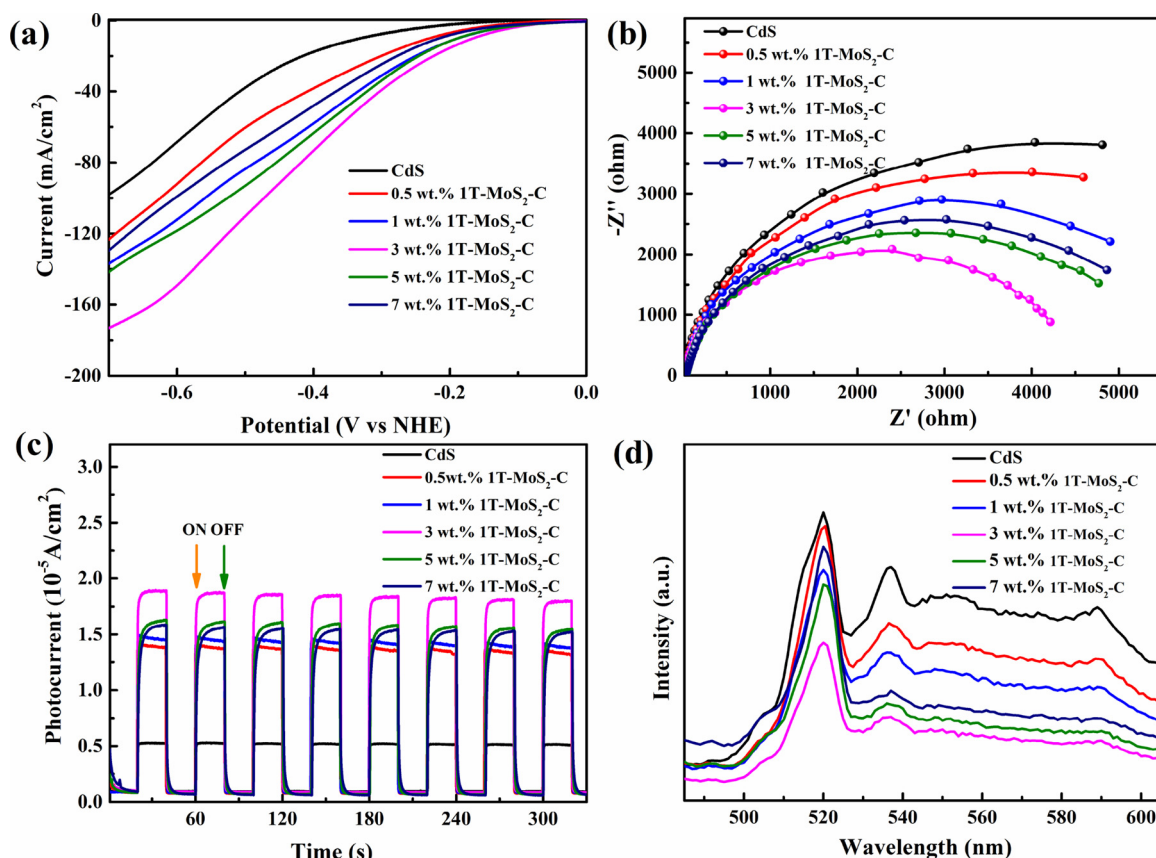 (a)
Current (mA/cm²)
0
-40
-80
-120
-160
-200
-0.6
-0.4
-0.2
0.0
Potential (V vs NHE)
CdS
0.5 wt.% 1T-MoS₂-C
1 wt.% 1T-MoS₂-C
3 wt.% 1T-MoS₂-C
5 wt.% 1T-MoS₂-C
7 wt.% 1T-MoS₂-C
(b)
-Z'' (ohm)
5000
4000
3000
2000
1000
0
0
1000
2000
3000
4000
5000
Z' (ohm)
CdS
0.5 wt.% 1T-MoS₂-C
1 wt.% 1T-MoS₂-C
3 wt.% 1T-MoS₂-C
5 wt.% 1T-MoS₂-C
7 wt.% 1T-MoS₂-C
(c)
Photocurrent (10⁻⁵ A/cm²)
3.0
2.5
2.0
1.5
1.0
0.5
0.0
60
120
180
240
300
Time (s)
ON OFF
CdS
0.5wt.% 1T-MoS₂-C
1 wt.% 1T-MoS₂-C
3 wt.% 1T-MoS₂-C
5 wt.% 1T-MoS₂-C
7 wt.% 1T-MoS₂-C
(d)
Intensity (a.u.)
500
520
540
560
580
600
Wavelength (nm)
CdS
0.5 wt.% 1T-MoS₂-C
1 wt.% 1T-MoS₂-C
3 wt.% 1T-MoS₂-C
5 wt.% 1T-MoS₂-C
7 wt.% 1T-MoS₂-C